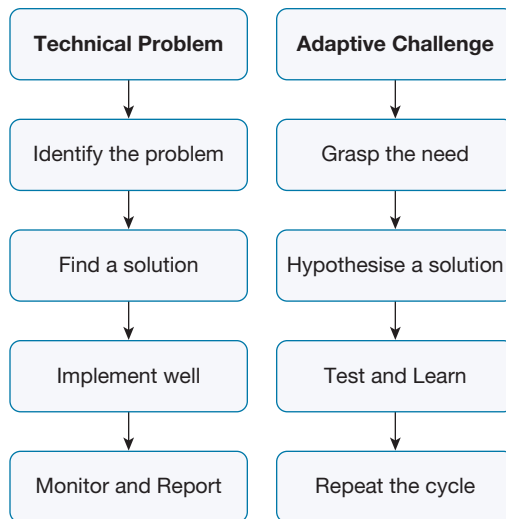 Technical Problem
Identify the problem
Find a solution
Implement well
Monitor and Report
Adaptive Challenge
Grasp the need
Hypothesise a solution
Test and Learn
Repeat the cycle